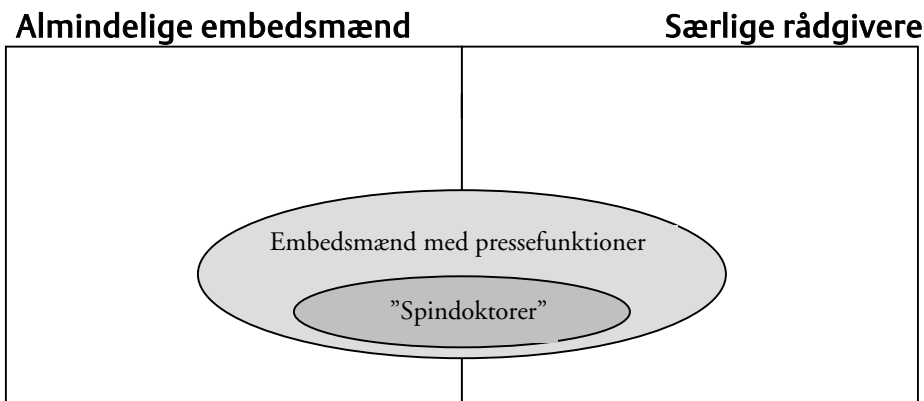 Almindelige embedsmænd
Særlige rådgivere
Embedsmænd med pressefunktioner
”Spindoktorer”